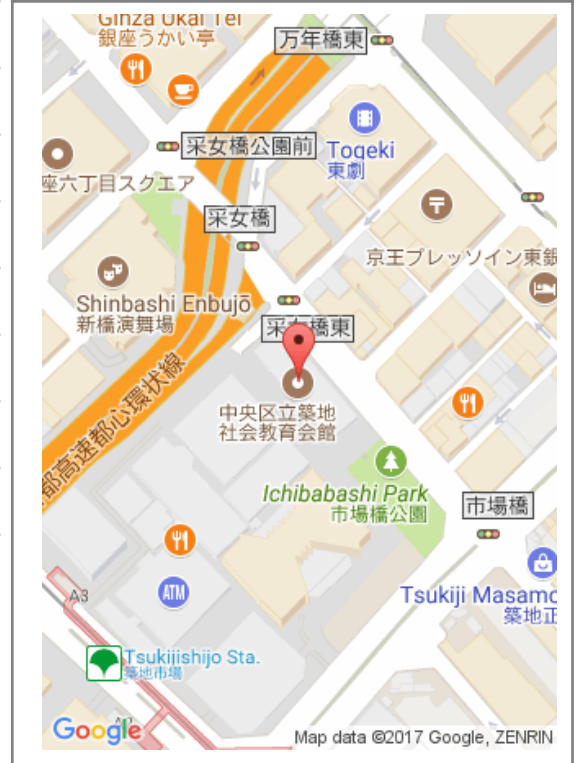 Ginza Ukai Tei
銀座うかい亭
万年橋東
采女橋公園前
Togeki
東劇
座六丁目スクエア
采女橋
京王プレッソイン東銀
Shinbashi Enbujō
新橋演舞場
采女橋東
都高速都心環状線
中央区立築地
社会教育会館
Ichibabashi Park
市場橋公園
市場橋
ATM
A3
Tsukiji Masamo
築地正
Tsukijishijo Sta.
築地市場
Google
Map data ©2017 Google, ZENRIN